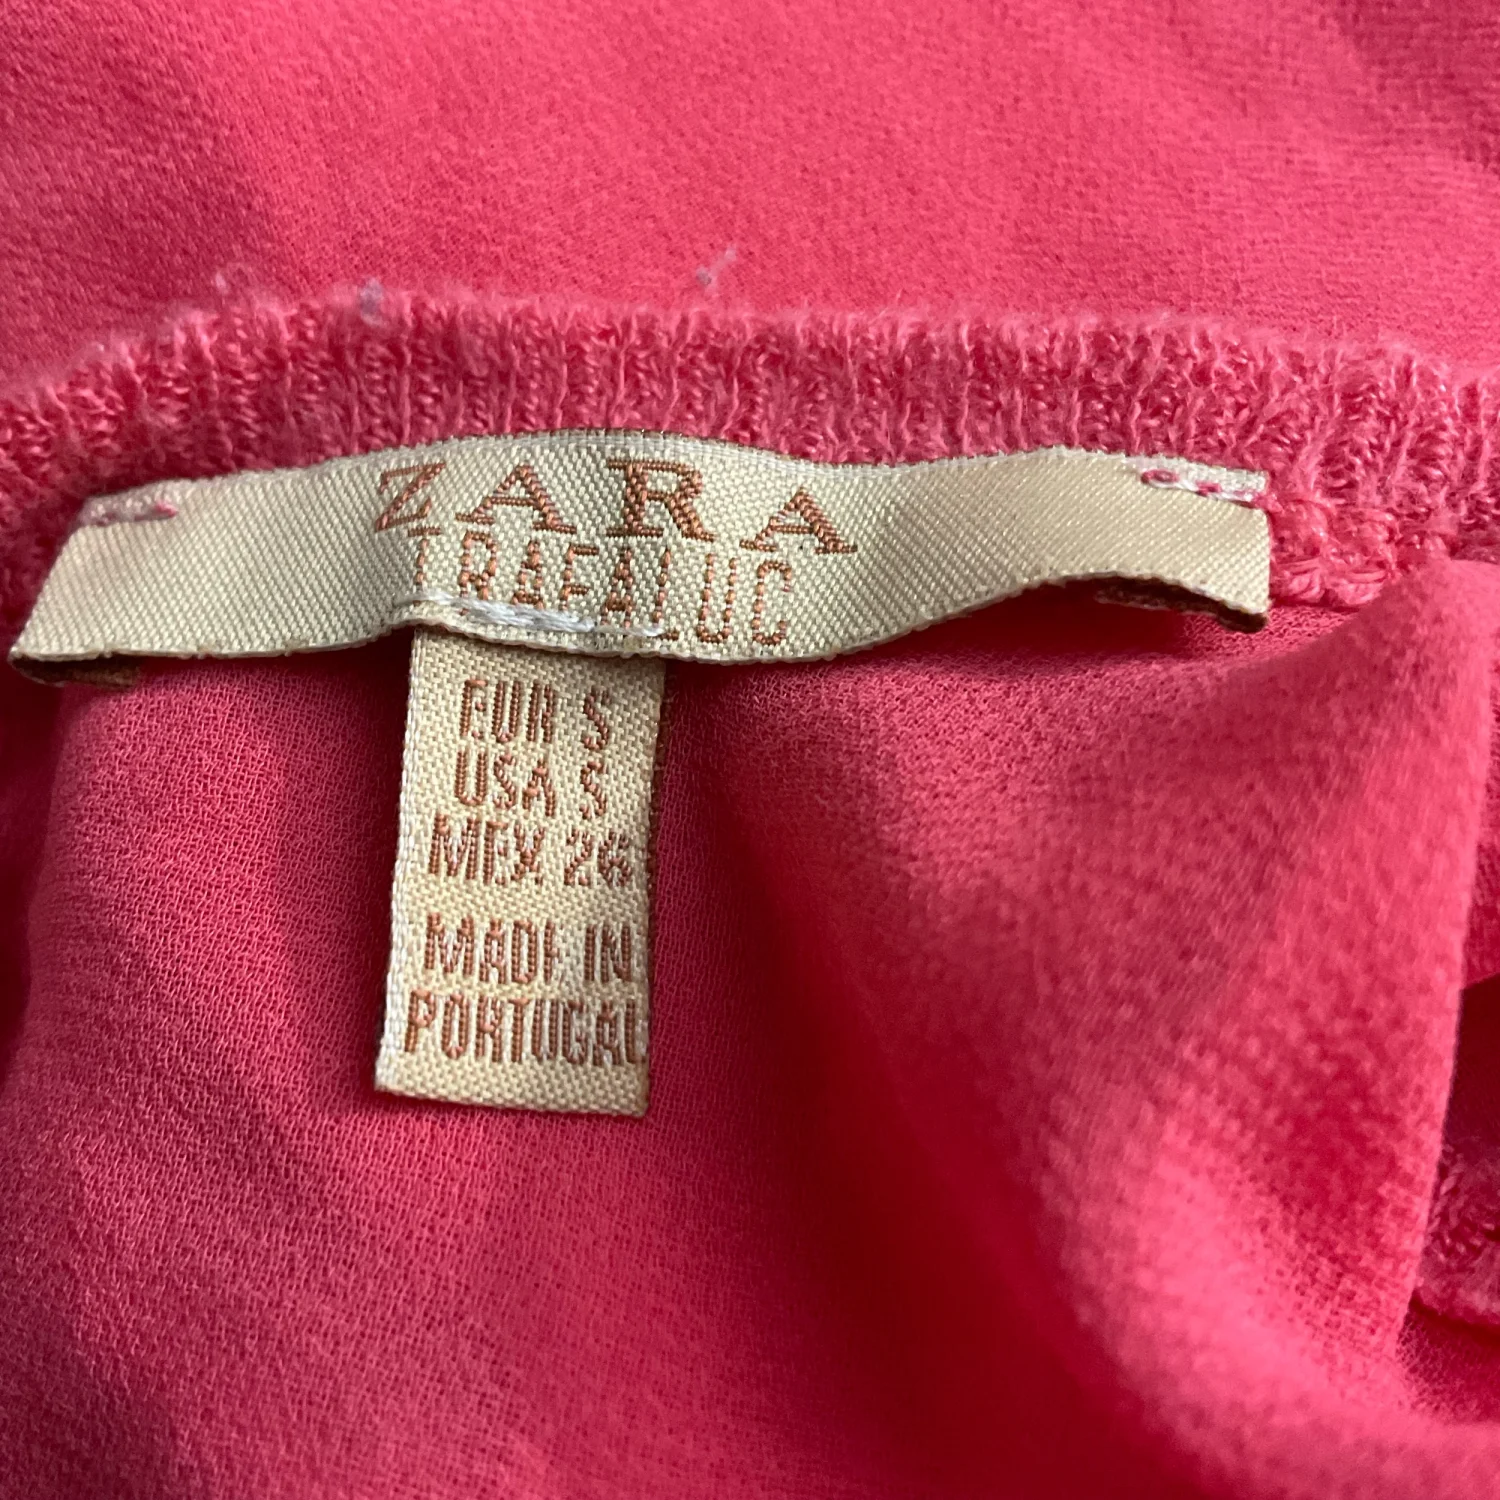 ZARA
TRAFALUC
EUR S
USA S
MEX 26
MADE IN
PORTUGAL